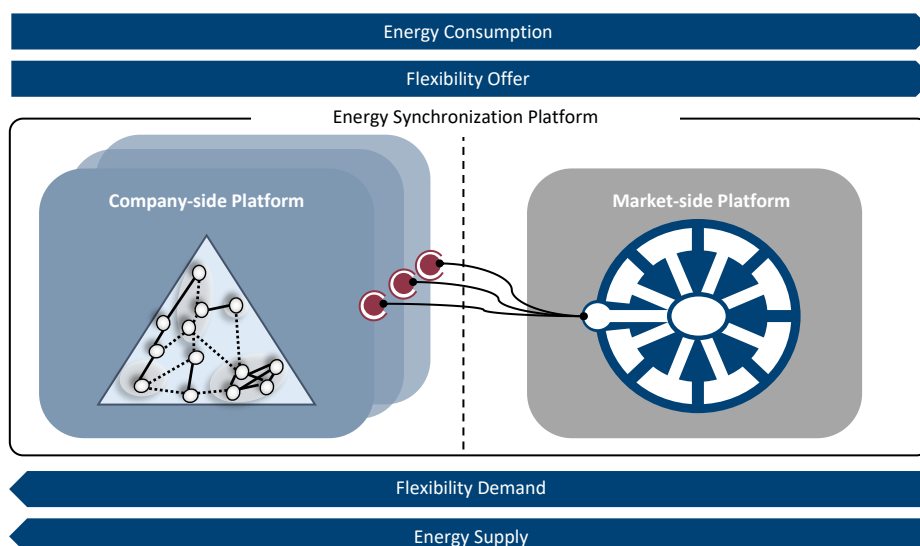 Energy Consumption
Flexibility Offer
Energy Synchronization Platform
Company-side Platform
Market-side Platform
Flexibility Demand
Energy Supply